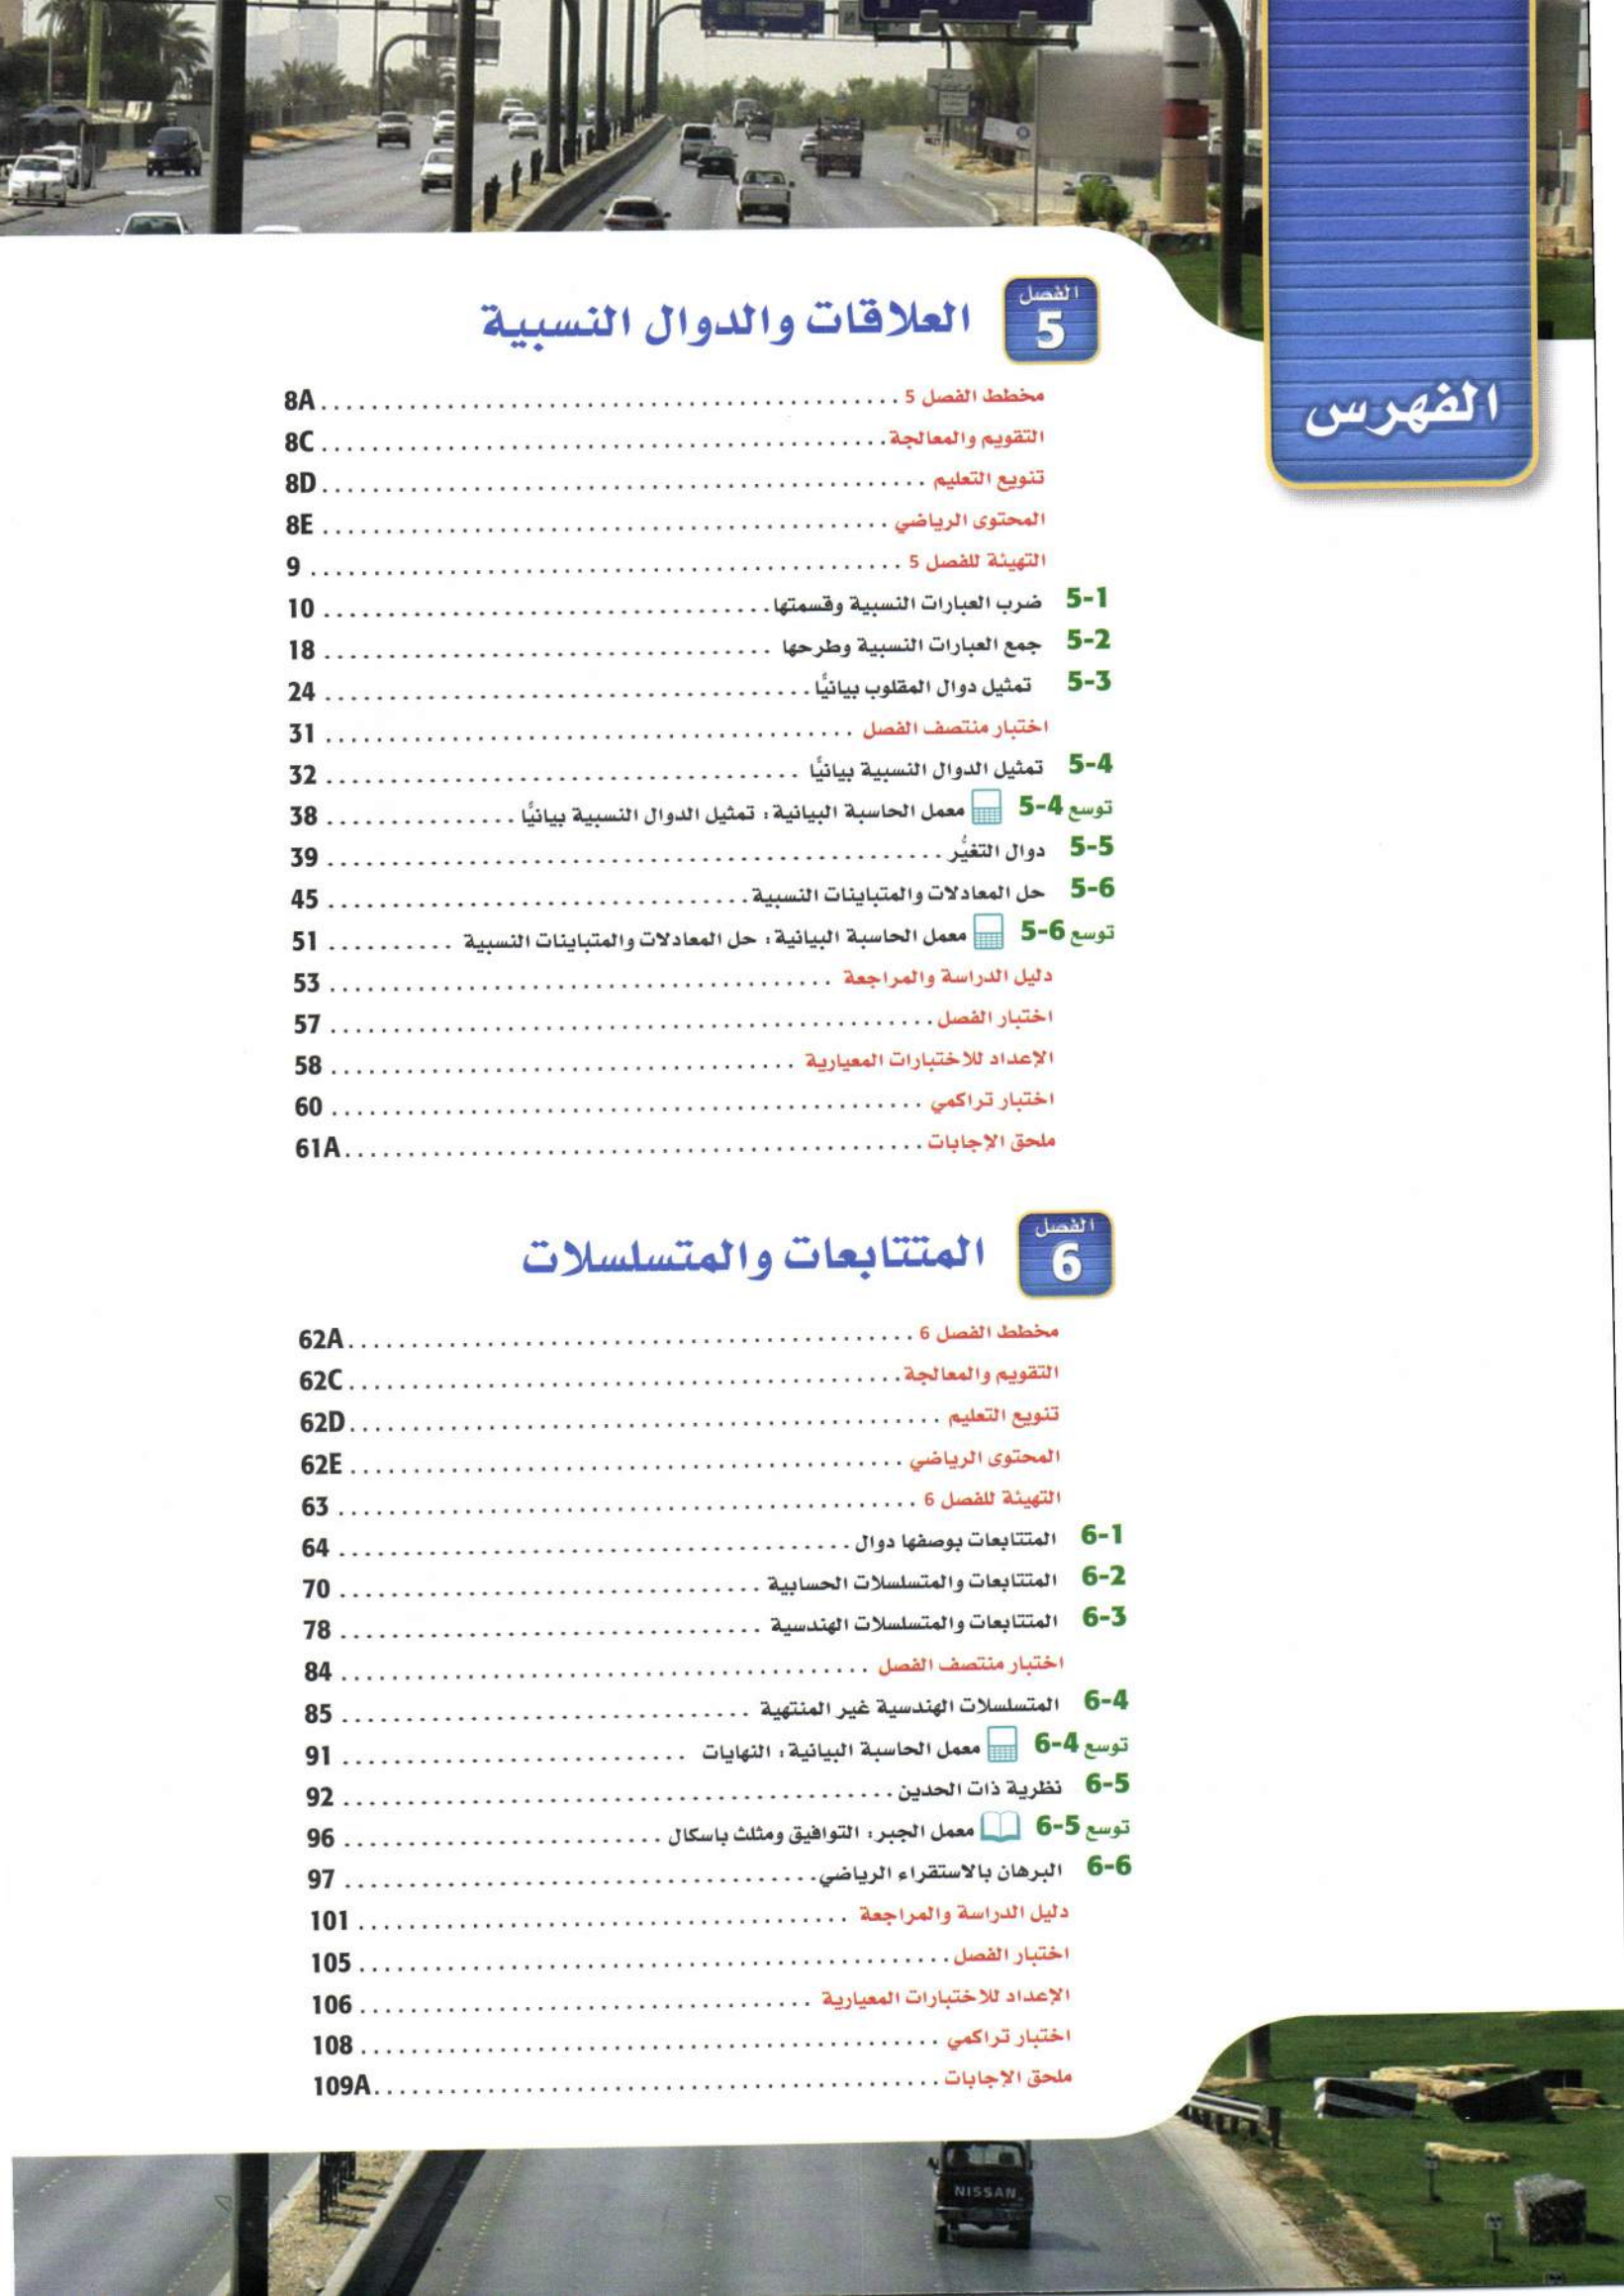 الفهرس
الفصل
5
العلاقات والدوال النسبية
مخطط الفصل 5 8A
التقويم والمعالجة 8C
تنويع التعليم 8D
المحتوى الرياضي 8E
التهيئة للفصل 5 9
5-1 ضرب العبارات النسبية وقسمتها 10
5-2 جمع العبارات النسبية وطرحها 18
5-3 تمثيل دوال المقلوب بيانيًّا 24
اختبار منتصف الفصل 31
5-4 تمثيل الدوال النسبية بيانيًّا 32
توسع 5-4 معمل الحاسبة البيانية: تمثيل الدوال النسبية بيانيًّا 38
5-5 دوال التغيُّر 39
5-6 حل المعادلات والمتباينات النسبية 45
توسع 5-6 معمل الحاسبة البيانية: حل المعادلات والمتباينات النسبية 51
دليل الدراسة والمراجعة 53
اختبار الفصل 57
الإعداد للاختبارات المعيارية 58
اختبار تراكمي 60
ملحق الإجابات 61A
الفصل
6
المتتابعات والمتسلسلات
مخطط الفصل 6 62A
التقويم والمعالجة 62C
تنويع التعليم 62D
المحتوى الرياضي 62E
التهيئة للفصل 6 63
6-1 المتتابعات بوصفها دوال 64
6-2 المتتابعات والمتسلسلات الحسابية 70
6-3 المتتابعات والمتسلسلات الهندسية 78
اختبار منتصف الفصل 84
6-4 المتسلسلات الهندسية غير المنتهية 85
توسع 6-4 معمل الحاسبة البيانية: النهايات 91
6-5 نظرية ذات الحدين 92
توسع 6-5 معمل الجبر: التوافيق ومثلث باسكال 96
6-6 البرهان بالاستقراء الرياضي 97
دليل الدراسة والمراجعة 101
اختبار الفصل 105
الإعداد للاختبارات المعيارية 106
اختبار تراكمي 108
ملحق الإجابات 109A
NISSAN